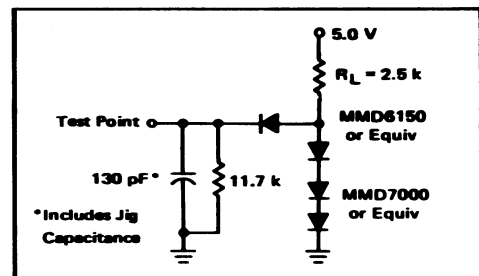 5.0 V
R_L = 2.5 k
Test Point
MMD6150
or Equiv
130 pF*
11.7 k
MMD7000
or Equiv
*Includes Jig
Capacitance